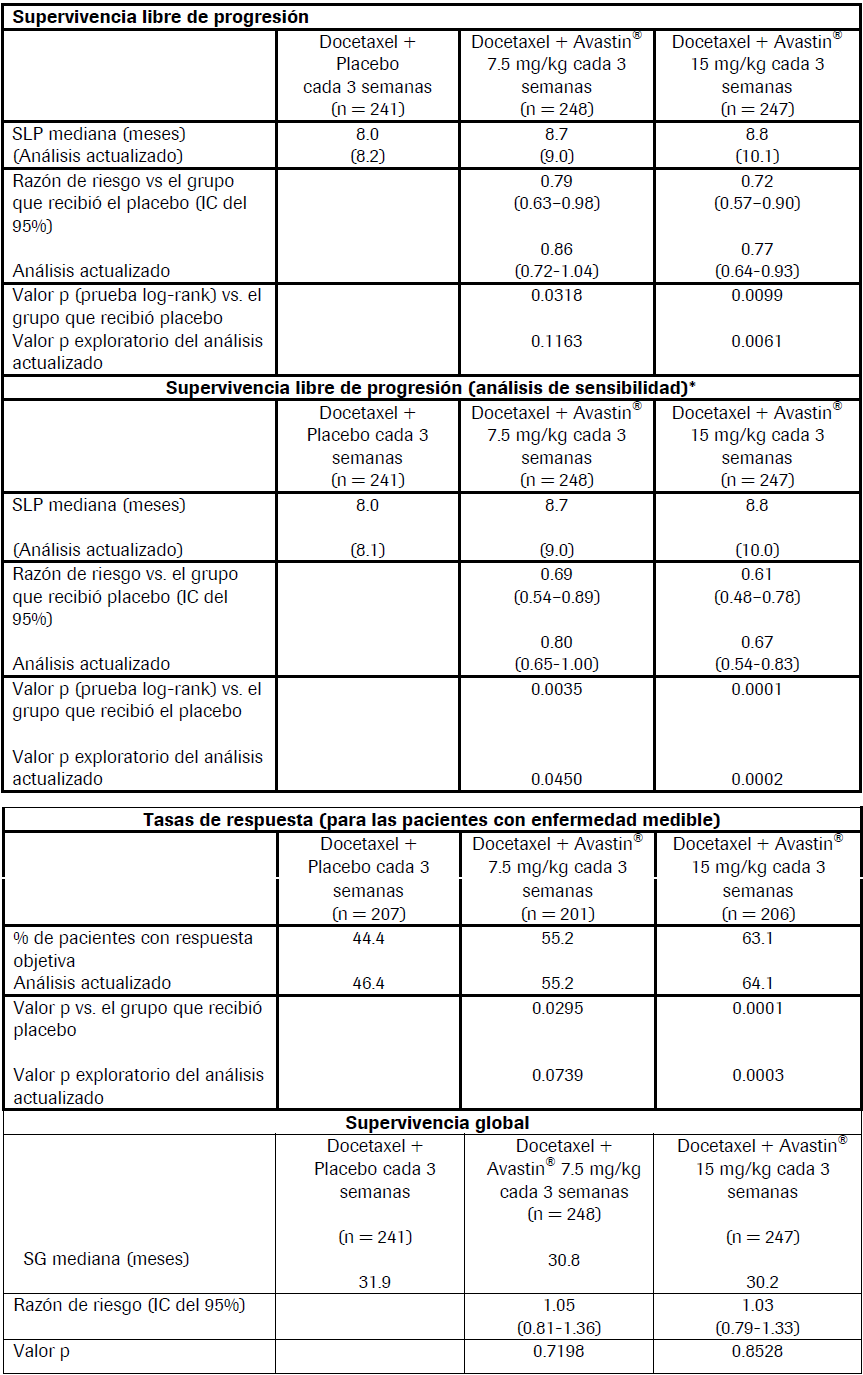 Supervivencia libre de progresión
Docetaxel +
Placebo
cada 3 semanas
(n = 241)
Docetaxel + Avastin®
7.5 mg/kg cada 3
semanas
(n = 248)
Docetaxel + Avastin®
15 mg/kg cada 3
semanas
(n = 247)
SLP mediana (meses)
(Análisis actualizado)
8.0
(8.2)
8.7
(9.0)
8.8
(10.1)
Razón de riesgo vs el grupo
que recibió el placebo (IC del
95%)
Análisis actualizado
0.79
(0.63–0.98)
0.86
(0.72-1.04)
0.72
(0.57–0.90)
0.77
(0.64-0.93)
Valor p (prueba log-rank) vs. el
grupo que recibió placebo
Valor p exploratorio del análisis
actualizado
0.0318
0.1163
0.0099
0.0061
Supervivencia libre de progresión (análisis de sensibilidad)*
Docetaxel +
Placebo cada 3
semanas
(n = 241)
Docetaxel + Avastin®
7.5 mg/kg cada 3
semanas
(n = 248)
Docetaxel + Avastin®
15 mg/kg cada 3
semanas
(n = 247)
SLP mediana (meses)
(Análisis actualizado)
8.0
(8.1)
8.7
(9.0)
8.8
(10.0)
Razón de riesgo vs. el grupo
que recibió placebo (IC del
95%)
Análisis actualizado
0.69
(0.54–0.89)
0.80
(0.65-1.00)
0.61
(0.48–0.78)
0.67
(0.54-0.83)
Valor p (prueba log-rank) vs. el
grupo que recibió el placebo
Valor p exploratorio del análisis
actualizado
0.0035
0.0450
0.0001
0.0002
Tasas de respuesta (para las pacientes con enfermedad medible)
Docetaxel +
Placebo cada 3
semanas
(n = 207)
Docetaxel + Avastin®
7.5 mg/kg cada 3
semanas
(n = 201)
Docetaxel + Avastin®
15 mg/kg cada 3
semanas
(n = 206)
% de pacientes con respuesta
objetiva
Análisis actualizado
44.4
46.4
55.2
55.2
63.1
64.1
Valor p vs. el grupo que recibió
placebo
Valor p exploratorio del análisis
actualizado
0.0295
0.0739
0.0001
0.0003
Supervivencia global
Docetaxel +
Placebo cada 3
semanas
(n = 241)
Docetaxel +
Avastin® 7.5 mg/kg
cada 3 semanas
(n = 248)
Docetaxel + Avastin®
15 mg/kg cada 3
semanas
(n = 247)
SG mediana (meses)
31.9
30.8
30.2
Razón de riesgo (IC del 95%)
1.05
(0.81-1.36)
1.03
(0.79-1.33)
Valor p
0.7198
0.8528